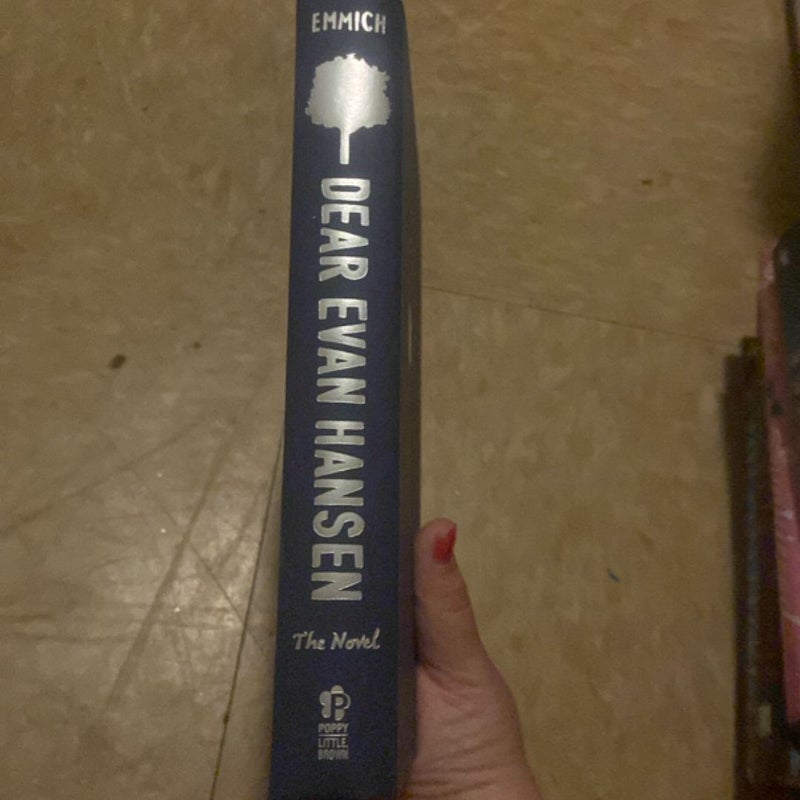 EMMICH
DEAR EVAN HANSEN
The Novel
P
POPPY
LITTLE,
BROWN